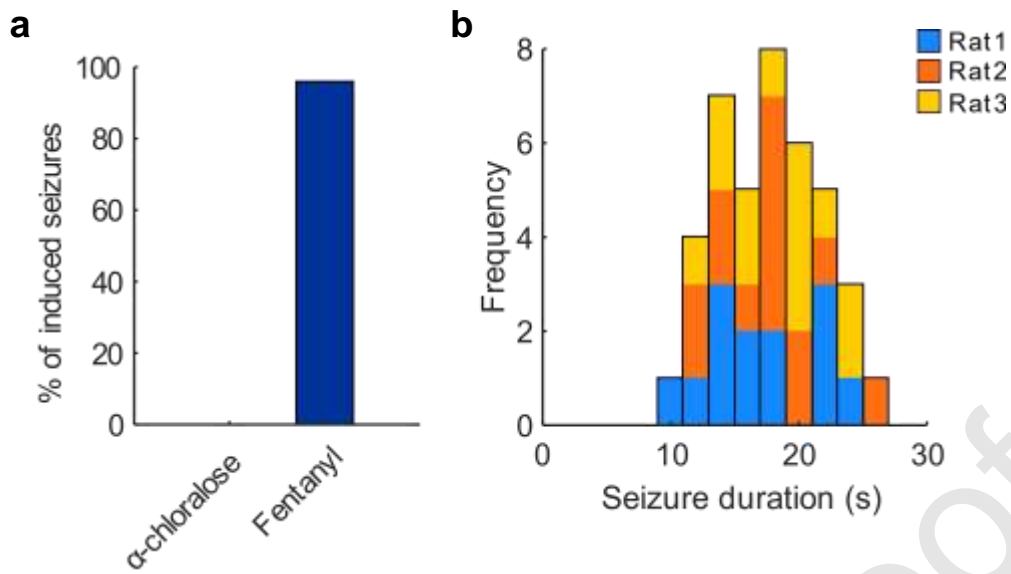 a
% of induced seizures
100
80
60
40
20
0
α-chloralose
Fentanyl
b
Frequency
8
6
4
2
0
0 10 20 30
Seizure duration (s)
Rat1
Rat2
Rat3